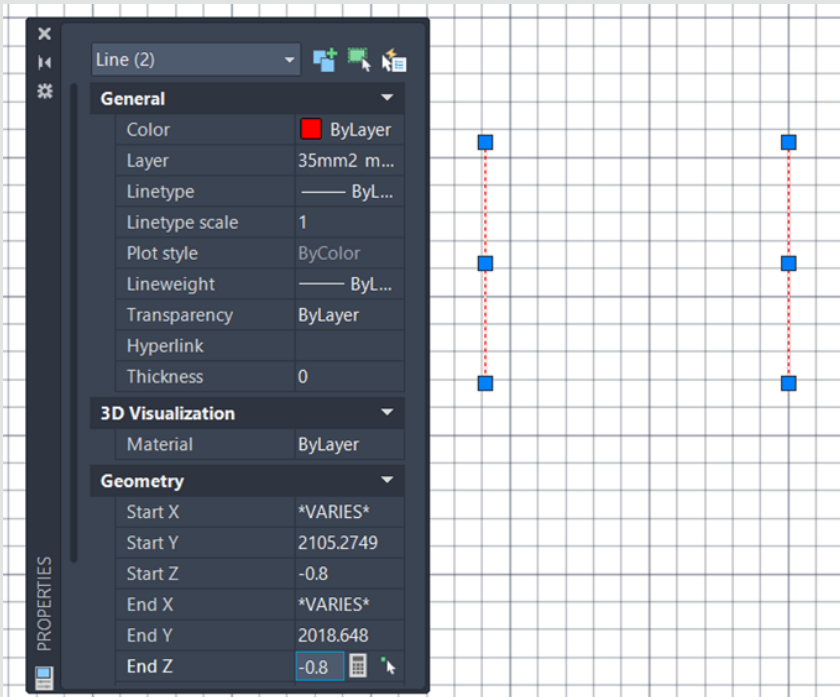 Line (2)
General
Color ByLayer
Layer 35mm2 m...
Linetype ByL...
Linetype scale 1
Plot style ByColor
Lineweight ByL...
Transparency ByLayer
Hyperlink
Thickness 0
3D Visualization
Material ByLayer
Geometry
Start X *VARIES*
Start Y 2105.2749
Start Z -0.8
End X *VARIES*
End Y 2018.648
End Z -0.8
PROPERTIES